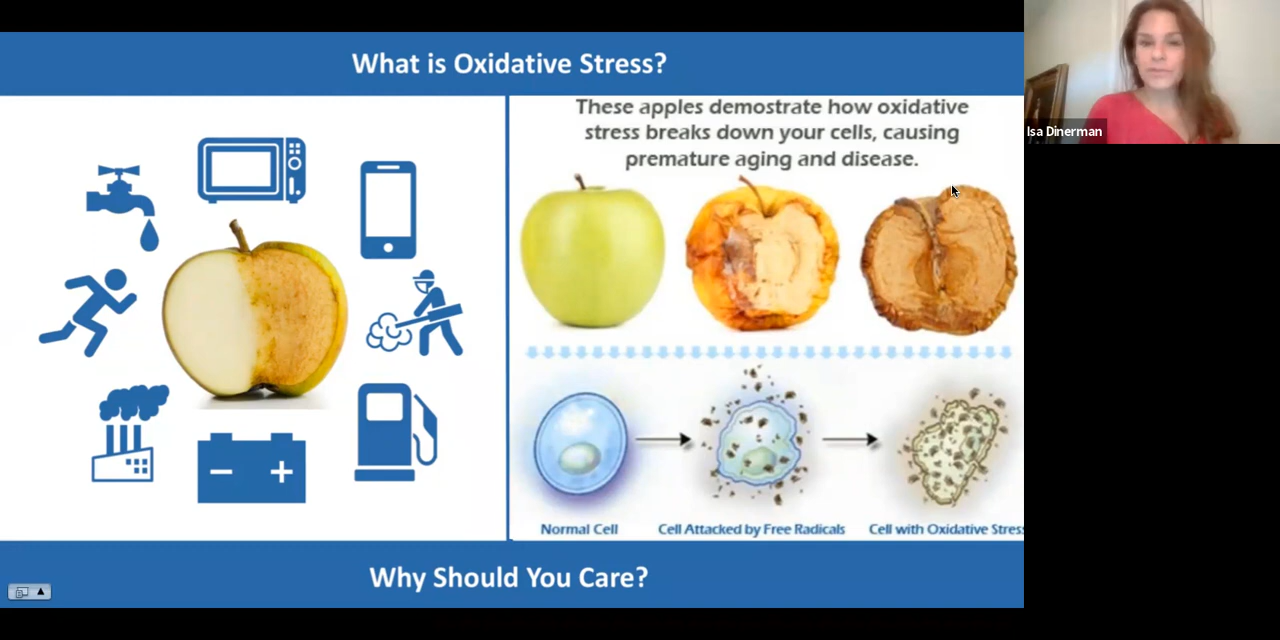 What is Oxidative Stress?
These apples demostrate how oxidative
stress breaks down your cells, causing
premature aging and disease.
Normal Cell
Cell Attacked by Free Radicals
Cell with Oxidative Stress
Why Should You Care?
Isa Dinerman